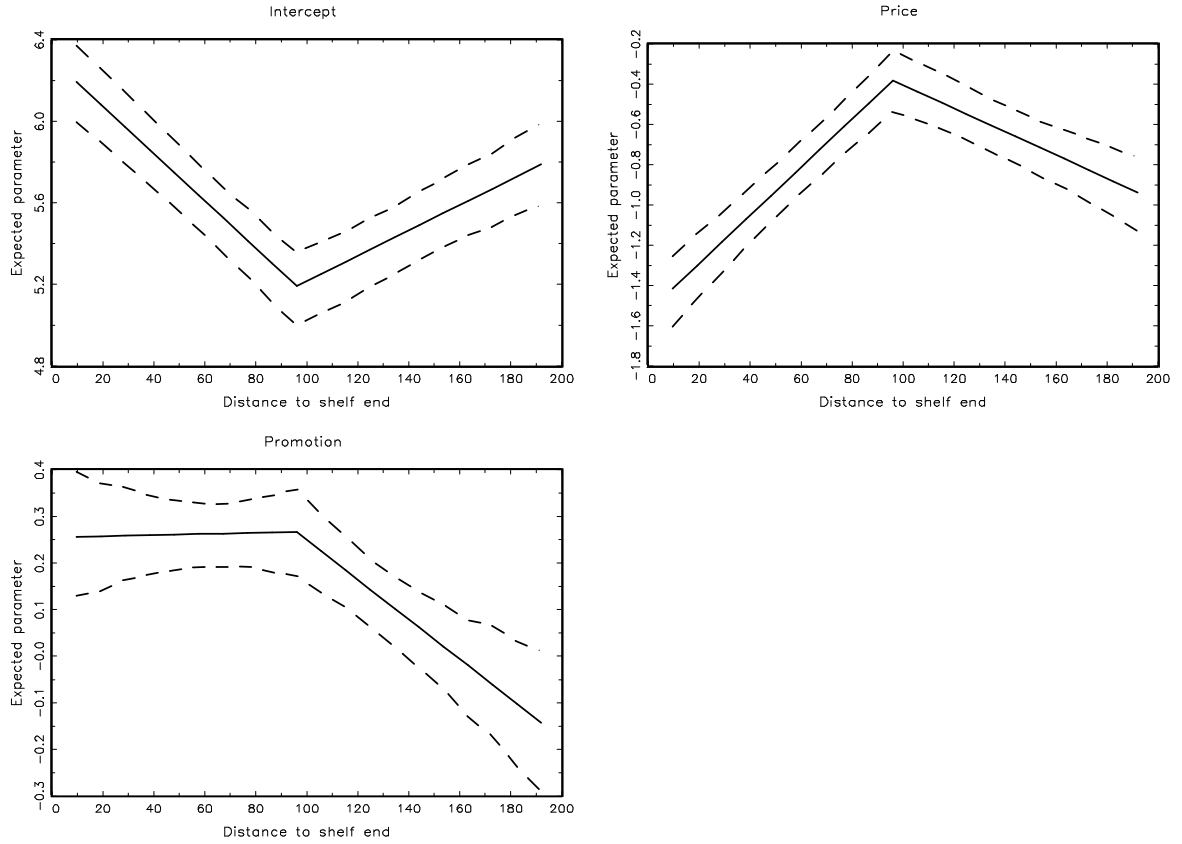 Intercept
6.4
6.0
5.6
5.2
4.8
Expected parameter
0 20 40 60 80 100 120 140 160 180 200
Distance to shelf end
Price
−0.2
−0.4
−0.6
−0.8
−1.0
−1.2
−1.4
−1.6
−1.8
Expected parameter
0 20 40 60 80 100 120 140 160 180 200
Distance to shelf end
Promotion
0.4
0.3
0.2
0.1
−0.0
−0.1
−0.2
−0.3
Expected parameter
0 20 40 60 80 100 120 140 160 180 200
Distance to shelf end